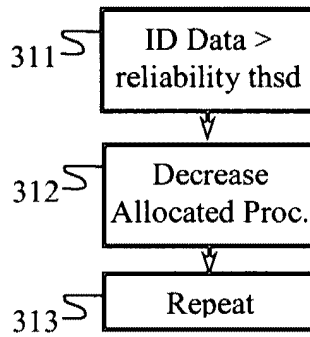 311
ID Data >
reliability thsd
312
Decrease
Allocated Proc.
313
Repeat